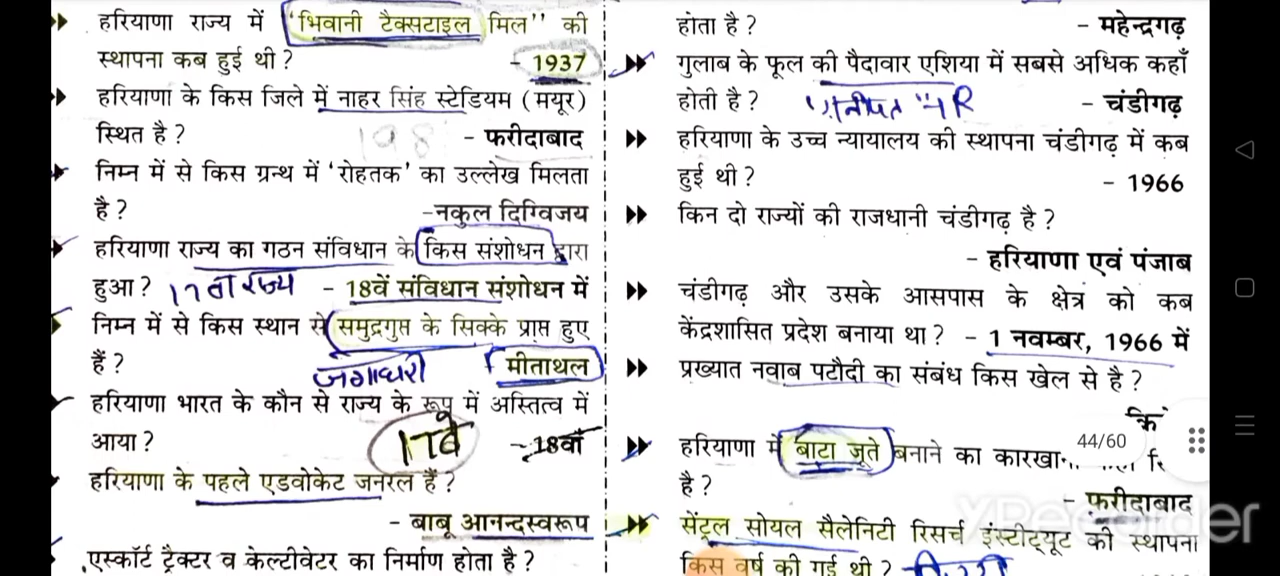 हरियाणा राज्य में 'भिवानी टैक्सटाइल मिल'' की
स्थापना कब हुई थी ? - 1937
हरियाणा के किस जिले में नाहर सिंह स्टेडियम (मयूर)
स्थित है ? - फरीदाबाद
198
निम्न में से किस ग्रन्थ में 'रोहतक' का उल्लेख मिलता
है ? -नकुल दिग्विजय
हरियाणा राज्य का गठन संविधान के किस संशोधन द्वारा
हुआ ? 17वां राज्य - 18वें संविधान संशोधन में
निम्न में से किस स्थान से समुद्रगुप्त के सिक्के प्राप्त हुए
हैं ? जगाधरी मीताथल
हरियाणा भारत के कौन से राज्य के रूप में अस्तित्व में
आया ? 17वें - 18वाँ
हरियाणा के पहले एडवोकेट जनरल हैं ?
- बाबू आनन्दस्वरूप
एस्कॉर्ट ट्रैक्टर व केल्टीवेटर का निर्माण होता है ?
होता है ? - महेन्द्रगढ़
गुलाब के फूल की पैदावार एशिया में सबसे अधिक कहाँ
होती है ? - चंडीगढ़
हरियाणा के उच्च न्यायालय की स्थापना चंडीगढ़ में कब
हुई थी ? - 1966
किन दो राज्यों की राजधानी चंडीगढ़ है ?
- हरियाणा एवं पंजाब
चंडीगढ़ और उसके आसपास के क्षेत्र को कब
केंद्रशासित प्रदेश बनाया था ? - 1 नवम्बर, 1966 में
प्रख्यात नवाब पटौदी का संबंध किस खेल से है ?
44/60
हरियाणा में बाटा जूते बनाने का
है ? - फरीदाबाद
सेंट्रल सोयल सैलेनिटी रिसर्च इंस्टीट्यूट की स्थापना
किस वर्ष की गई थी ?
XRecorder